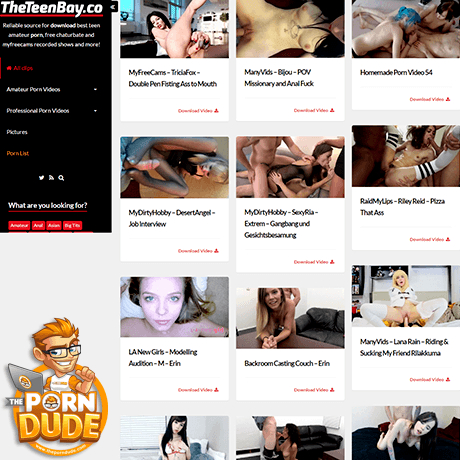 TheTeenBay.co
Reliable source for download best teen
amateur porn, free chaturbate and
myfreecams recorded shows and more!
All clips
Amateur Porn Videos
Professional Porn Videos
Pictures
Porn List
What are you looking for?
Amateur Anal Asian Big Tits
MyFreeCams – TriciaFox –
Double Pen Fisting Ass to Mouth
Download Video
ManyVids – Bijou – POV
Missionary and Anal Fuck
Download Video
Homemade Porn Video 54
Download Video
MyDirtyHobby – DesertAngel –
Job Interview
Download Video
MyDirtyHobby – SexyRia –
Extrem – Gangbang und
Gesichtsbesamung
Download Video
RaidMyLips – Riley Reid – Pizza
That Ass
Download Video
LA New Girls – Modelling
Audition – M – Erin
Download Video
Backroom Casting Couch – Erin
Download Video
ManyVids – Lana Rain – Riding &
Sucking My Friend Rilakkuma
Download Video
THE
PORN
DUDE
www.theporndude.com